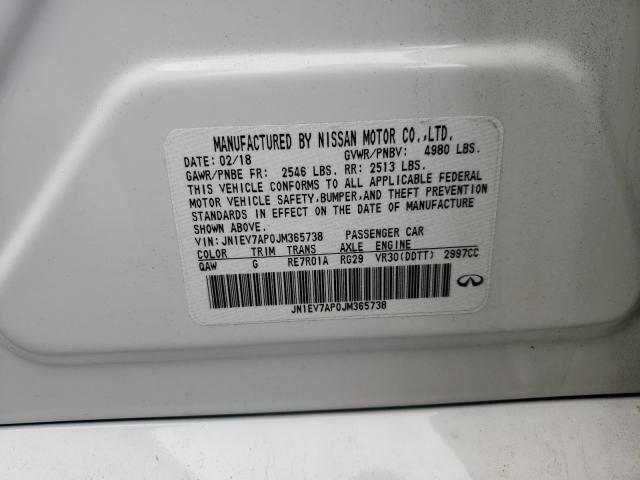 MANUFACTURED BY NISSAN MOTOR CO.,LTD.
DATE: 02/18 GVWR/PNBV: 4980 LBS.
GAWR/PNBE FR: 2546 LBS. RR: 2513 LBS.
THIS VEHICLE CONFORMS TO ALL APPLICABLE FEDERAL
MOTOR VEHICLE SAFETY,BUMPER,AND THEFT PREVENTION
STANDARDS IN EFFECT ON THE DATE OF MANUFACTURE
SHOWN ABOVE.
VIN: JN1EV7AP0JM365738 PASSENGER CAR
COLOR TRIM TRANS AXLE ENGINE
QAW G RE7R01A RG29 VR30(DDTT) 2997CC
JN1EV7AP0JM365738